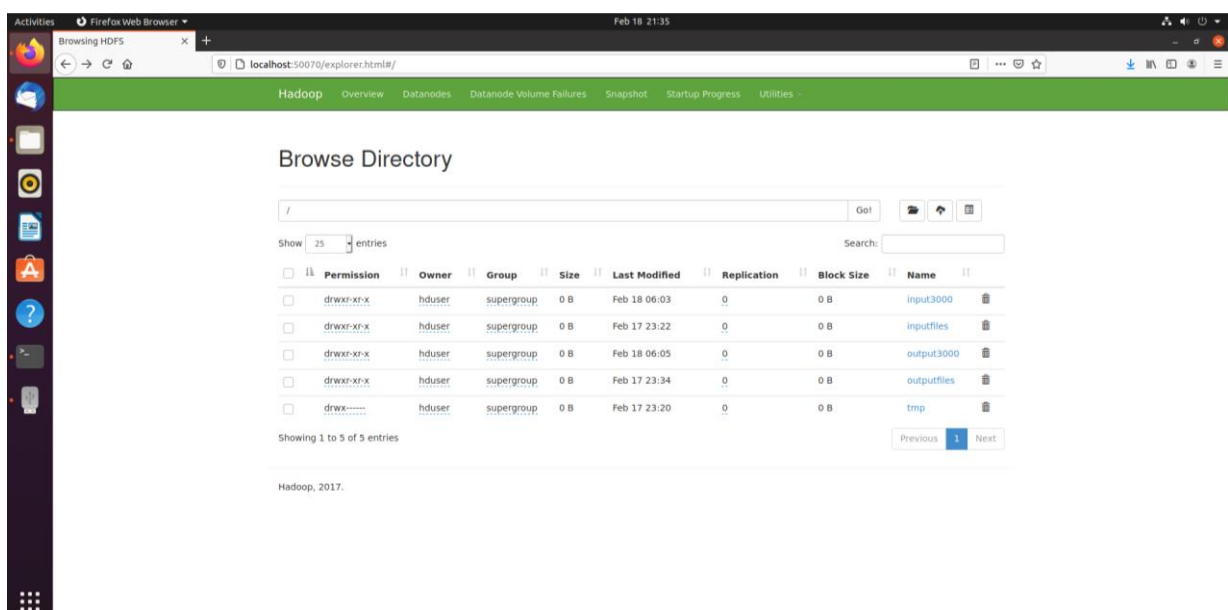 Activities Firefox Web Browser Feb 18 21:35
Browsing HDFS
localhost:50070/explorer.html#/
Hadoop Overview Datanodes Datanode Volume Failures Snapshot Startup Progress Utilities
Browse Directory
/ Go!
Show 25 entries Search:
Permission Owner Group Size Last Modified Replication Block Size Name
drwxr-xr-x hduser supergroup 0 B Feb 18 06:03 0 0 B input3000
drwxr-xr-x hduser supergroup 0 B Feb 17 23:22 0 0 B inputfiles
drwxr-xr-x hduser supergroup 0 B Feb 18 06:05 0 0 B output3000
drwxr-xr-x hduser supergroup 0 B Feb 17 23:34 0 0 B outputfiles
drwx------ hduser supergroup 0 B Feb 17 23:20 0 0 B tmp
Showing 1 to 5 of 5 entries Previous 1 Next
Hadoop, 2017.